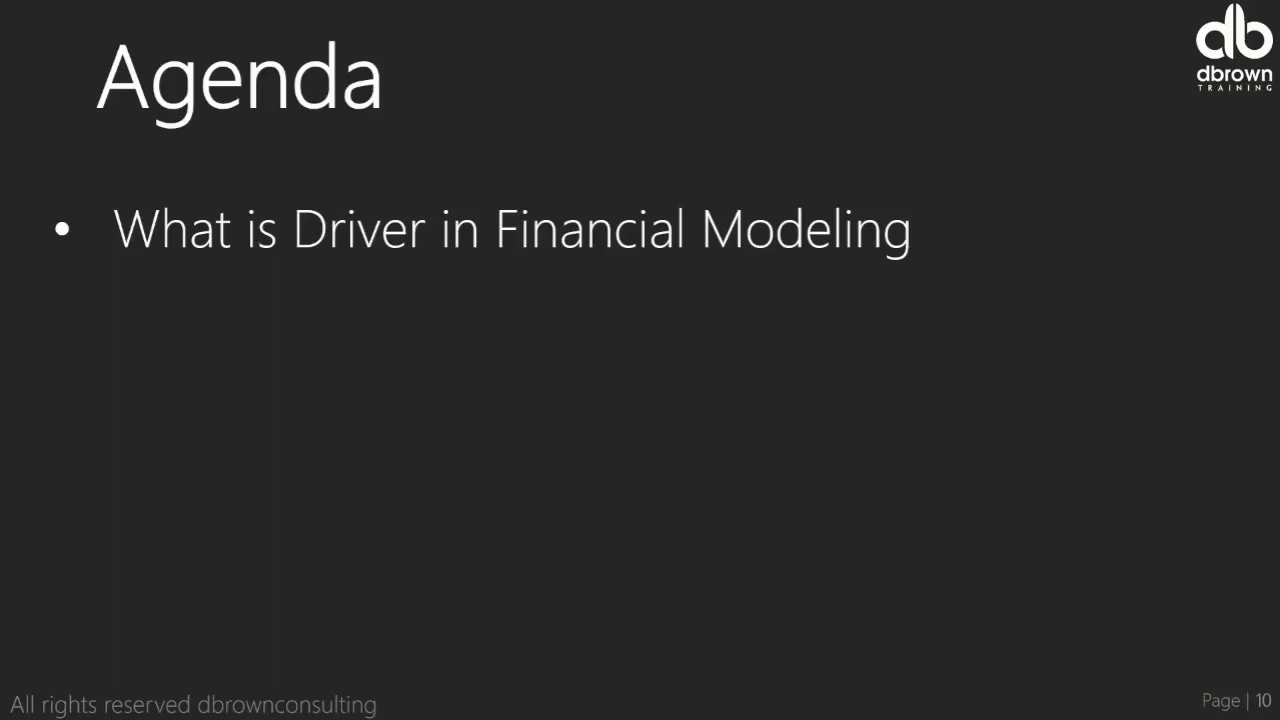 Agenda
db
dbrown
TRAINING
• What is Driver in Financial Modeling
All rights reserved dbrownconsulting
Page | 10